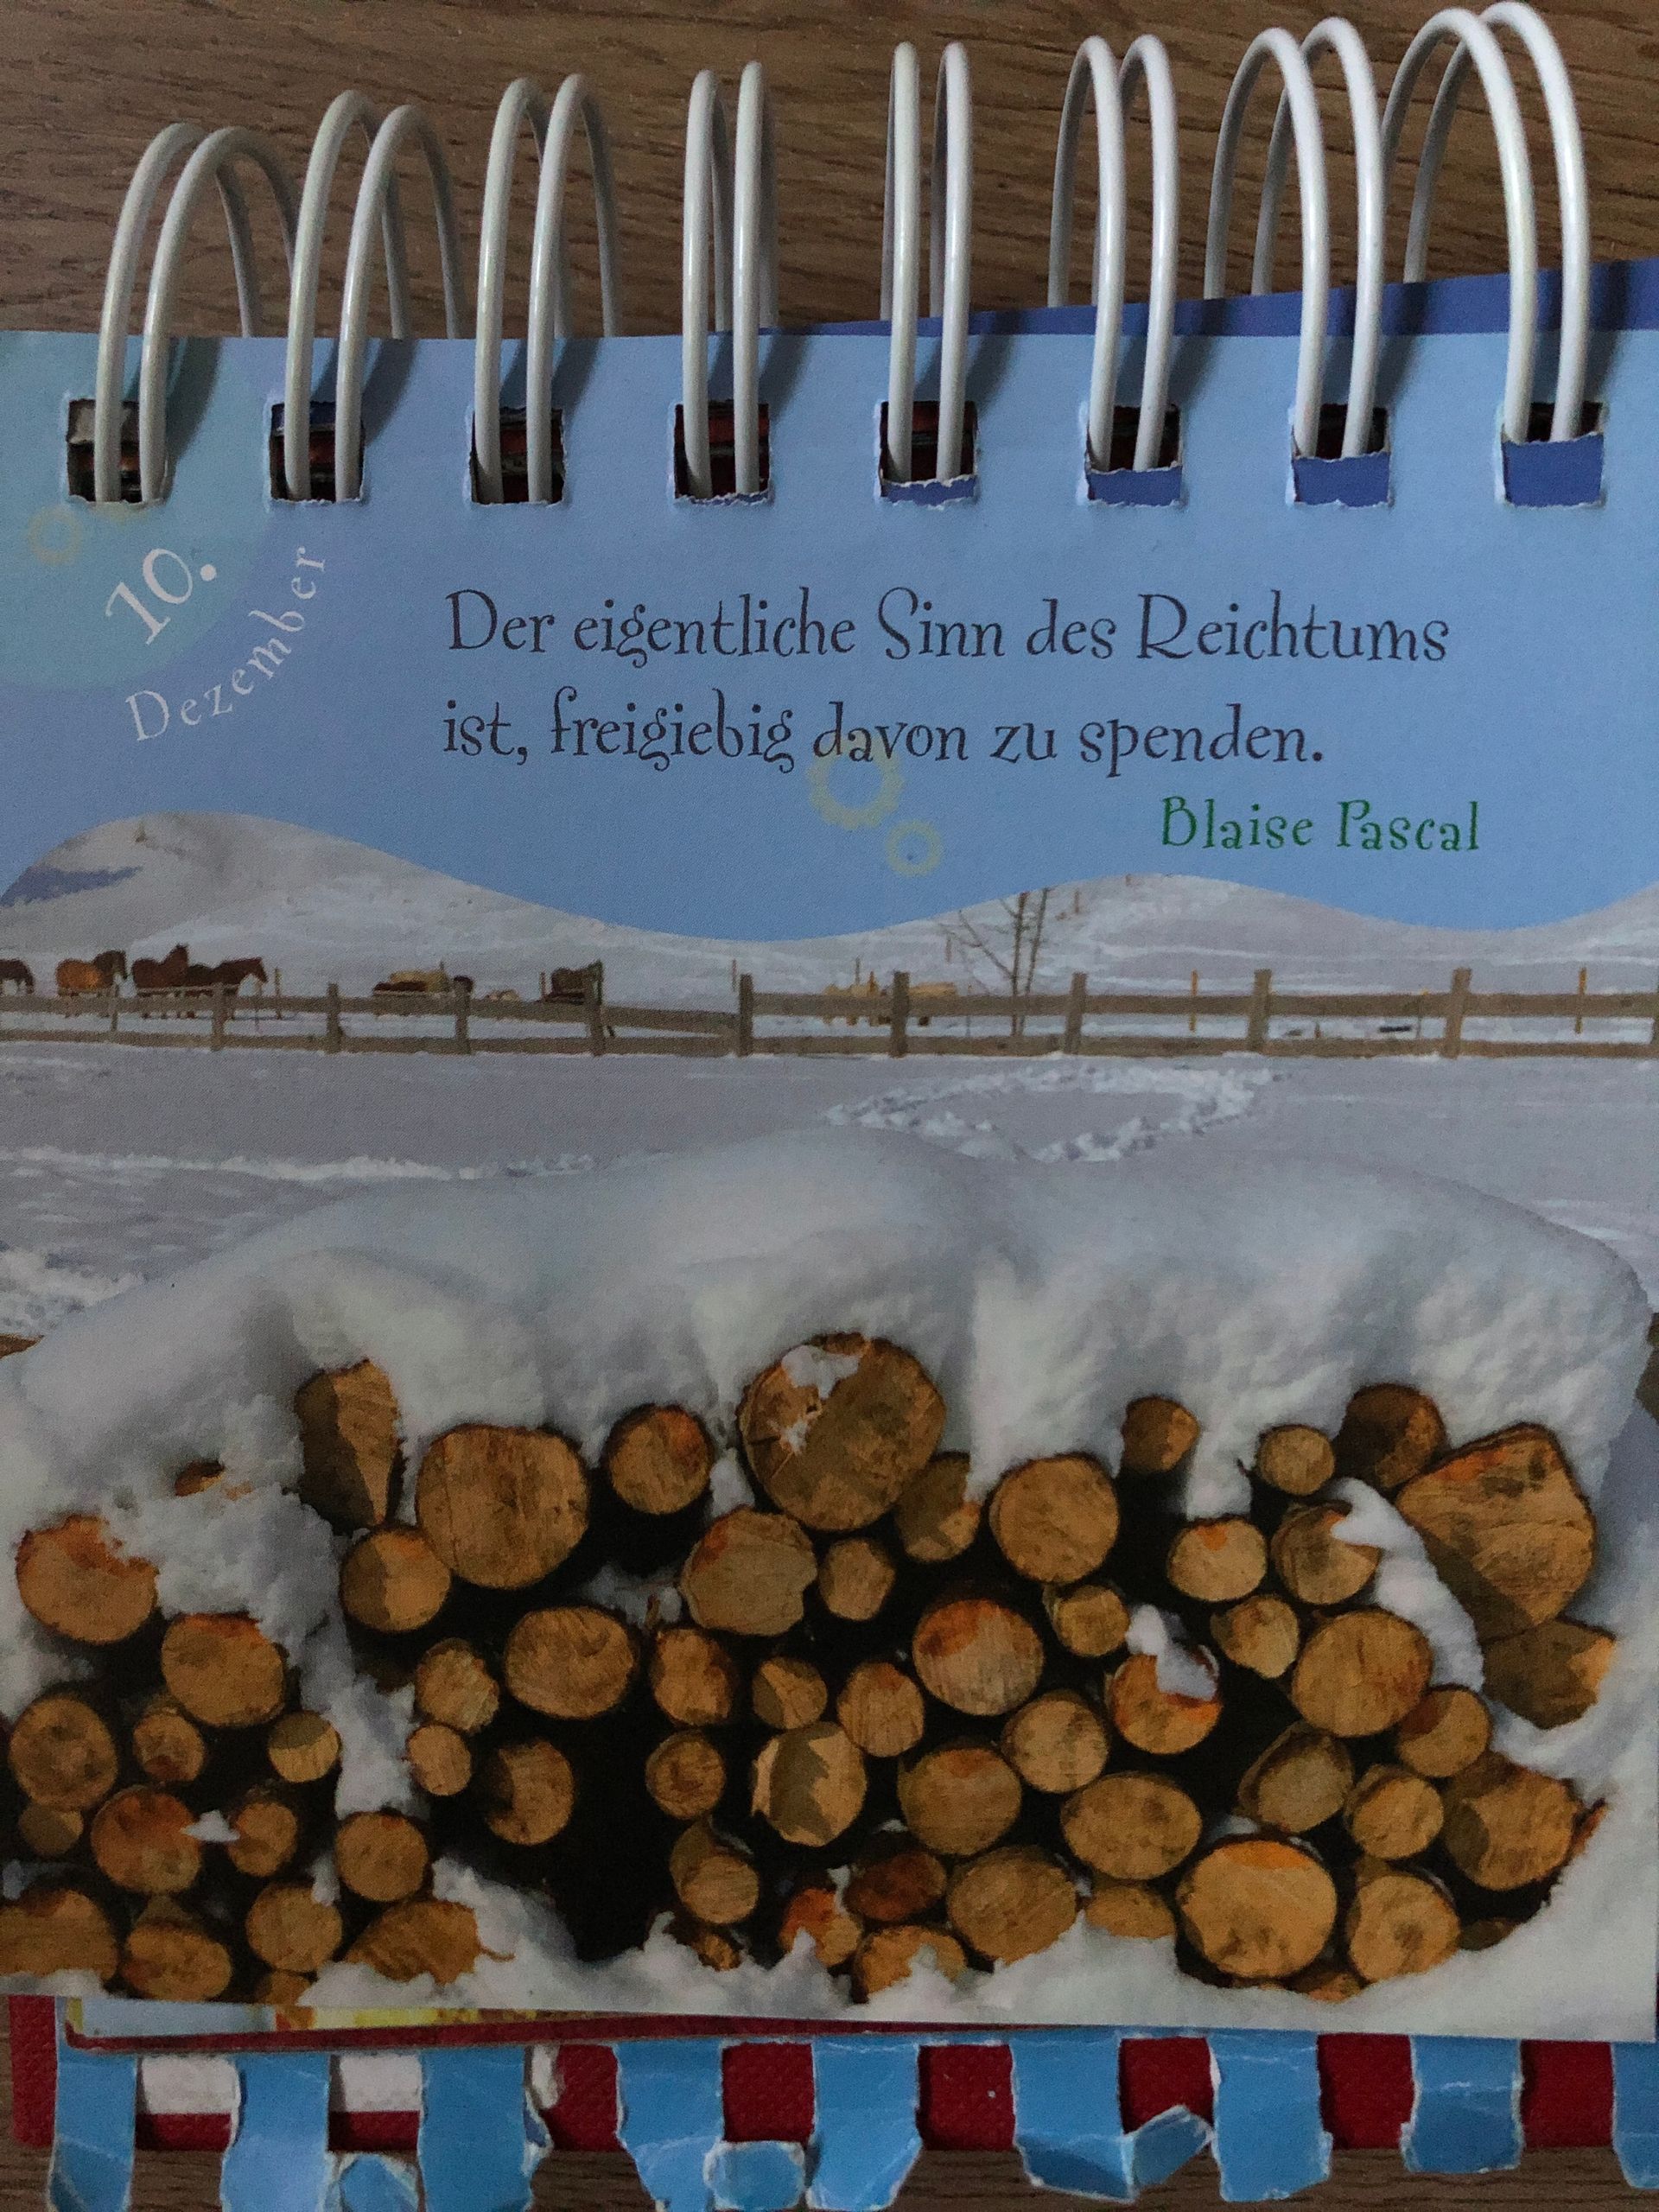 10.
Dezember
Der eigentliche Sinn des Reichtums
ist, freigiebig davon zu spenden.
Blaise Pascal